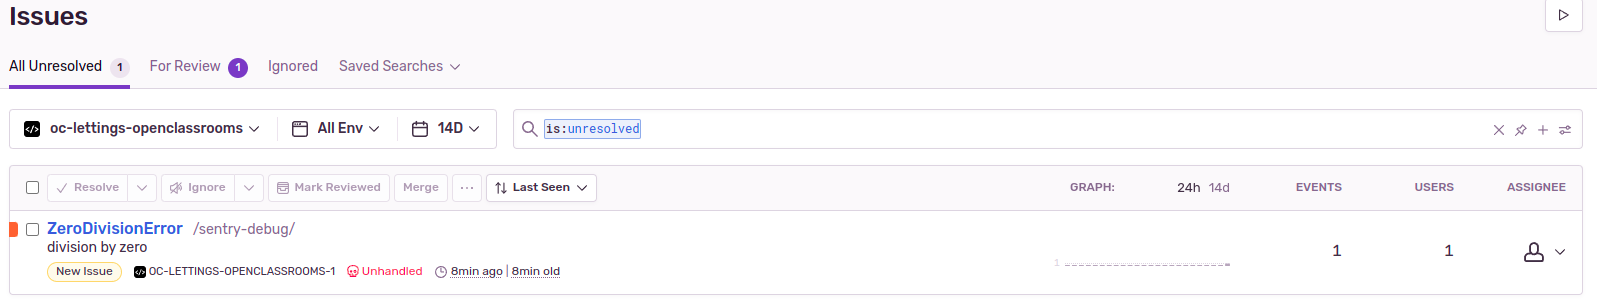 Issues
All Unresolved 1 For Review 1 Ignored Saved Searches
oc-lettings-openclassrooms All Env 14D is:unresolved
Resolve Ignore Mark Reviewed Merge ... Last Seen GRAPH: 24h 14d EVENTS USERS ASSIGNEE
ZeroDivisionError /sentry-debug/
division by zero
1 1 1
New Issue OC-LETTINGS-OPENCLASSROOMS-1 Unhandled 8min ago | 8min old